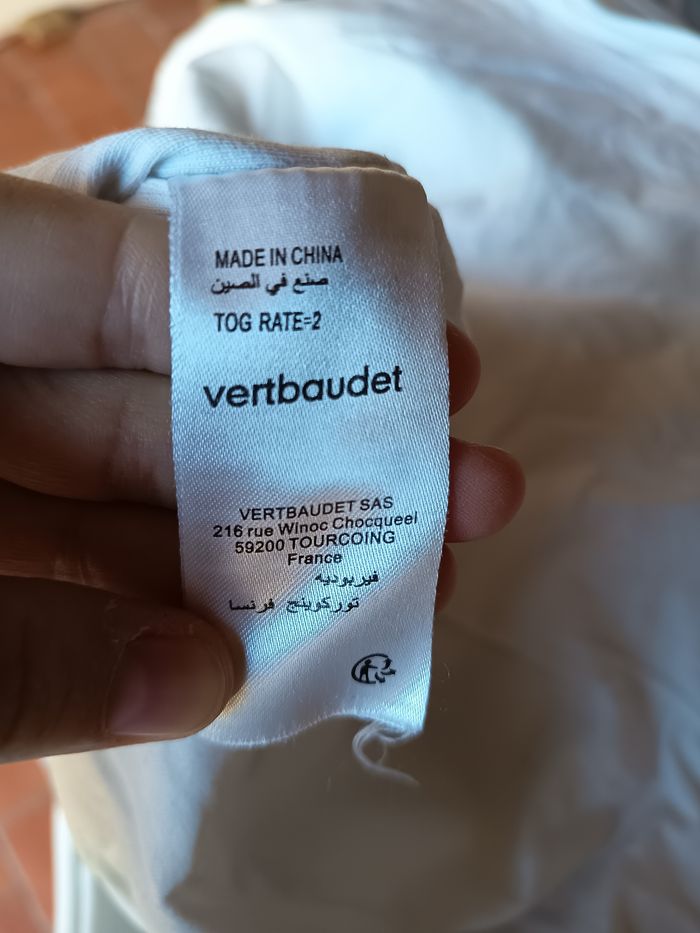 MADE IN CHINA
صنع في الصين
TOG RATE=2
vertbaudet
VERTBAUDET SAS
216 rue Winoc Chocqueel
59200 TOURCOING
France
فيربوديه
توركوينج فرنسا